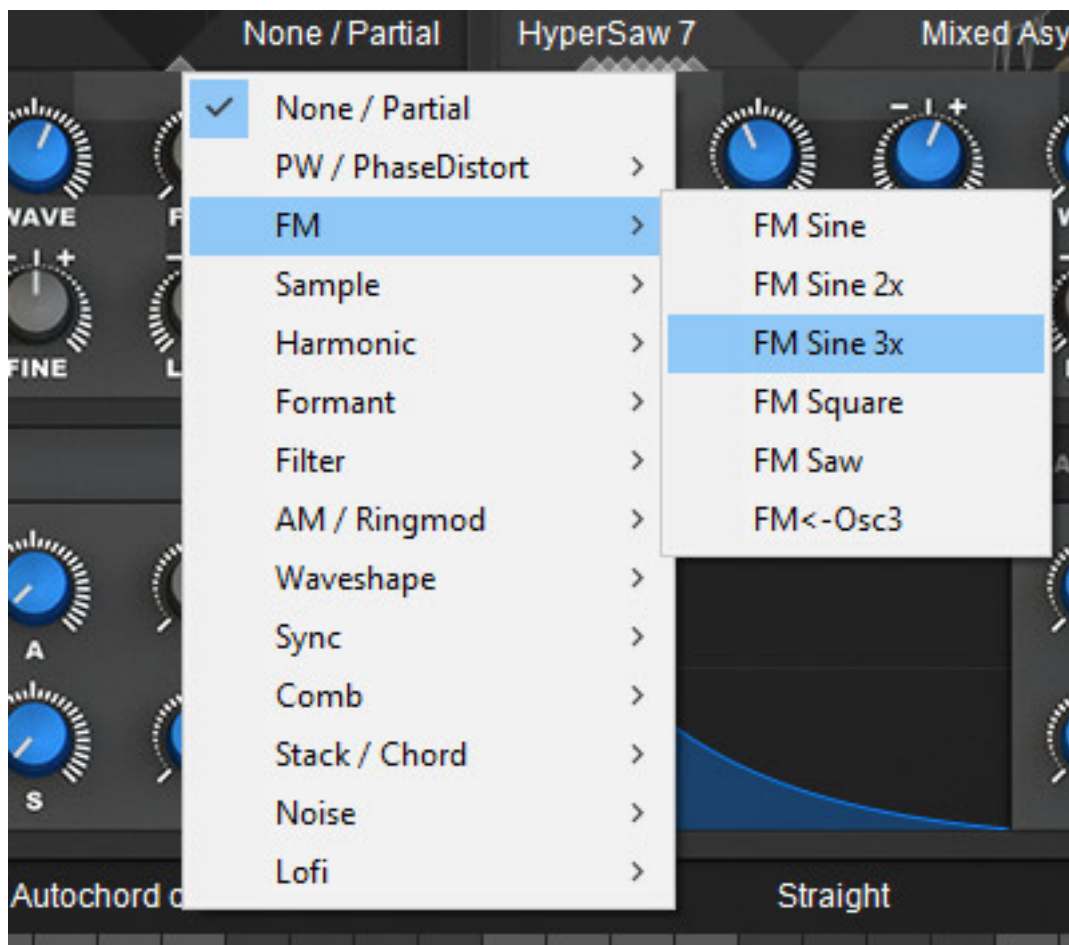 None / Partial
HyperSaw 7
Mixed Asy
None / Partial
PW / PhaseDistort
FM
Sample
Harmonic
Formant
Filter
AM / Ringmod
Waveshape
Sync
Comb
Stack / Chord
Noise
Lofi
FM Sine
FM Sine 2x
FM Sine 3x
FM Square
FM Saw
FM<-Osc3
WAVE
FINE
A
S
Autochord
Straight